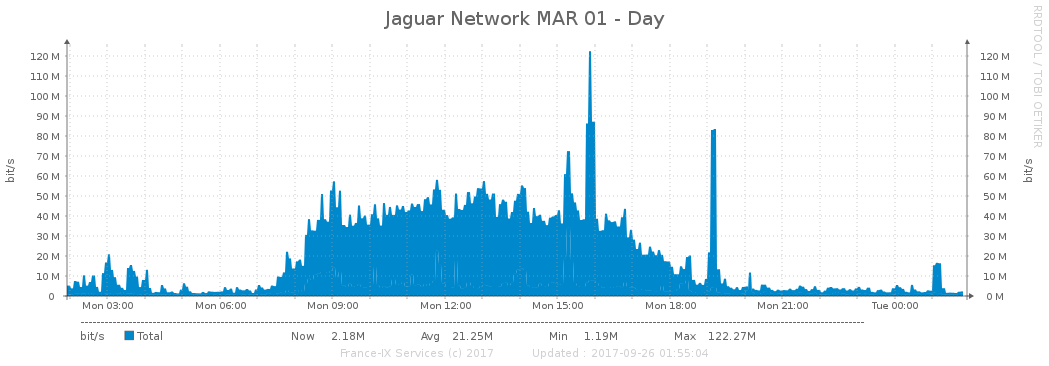 Jaguar Network MAR 01 - Day
RRDTOOL / TOBI OETIKER
bit/s
120 M
110 M
100 M
90 M
80 M
70 M
60 M
50 M
40 M
30 M
20 M
10 M
0
120 M
110 M
100 M
90 M
80 M
70 M
60 M
50 M
40 M
30 M
20 M
10 M
0 M
bit/s
Mon 03:00 Mon 06:00 Mon 09:00 Mon 12:00 Mon 15:00 Mon 18:00 Mon 21:00 Tue 00:00
bit/s Total Now 2.18M Avg 21.25M Min 1.19M Max 122.27M
France-IX Services (c) 2017 Updated : 2017-09-26 01:55:04